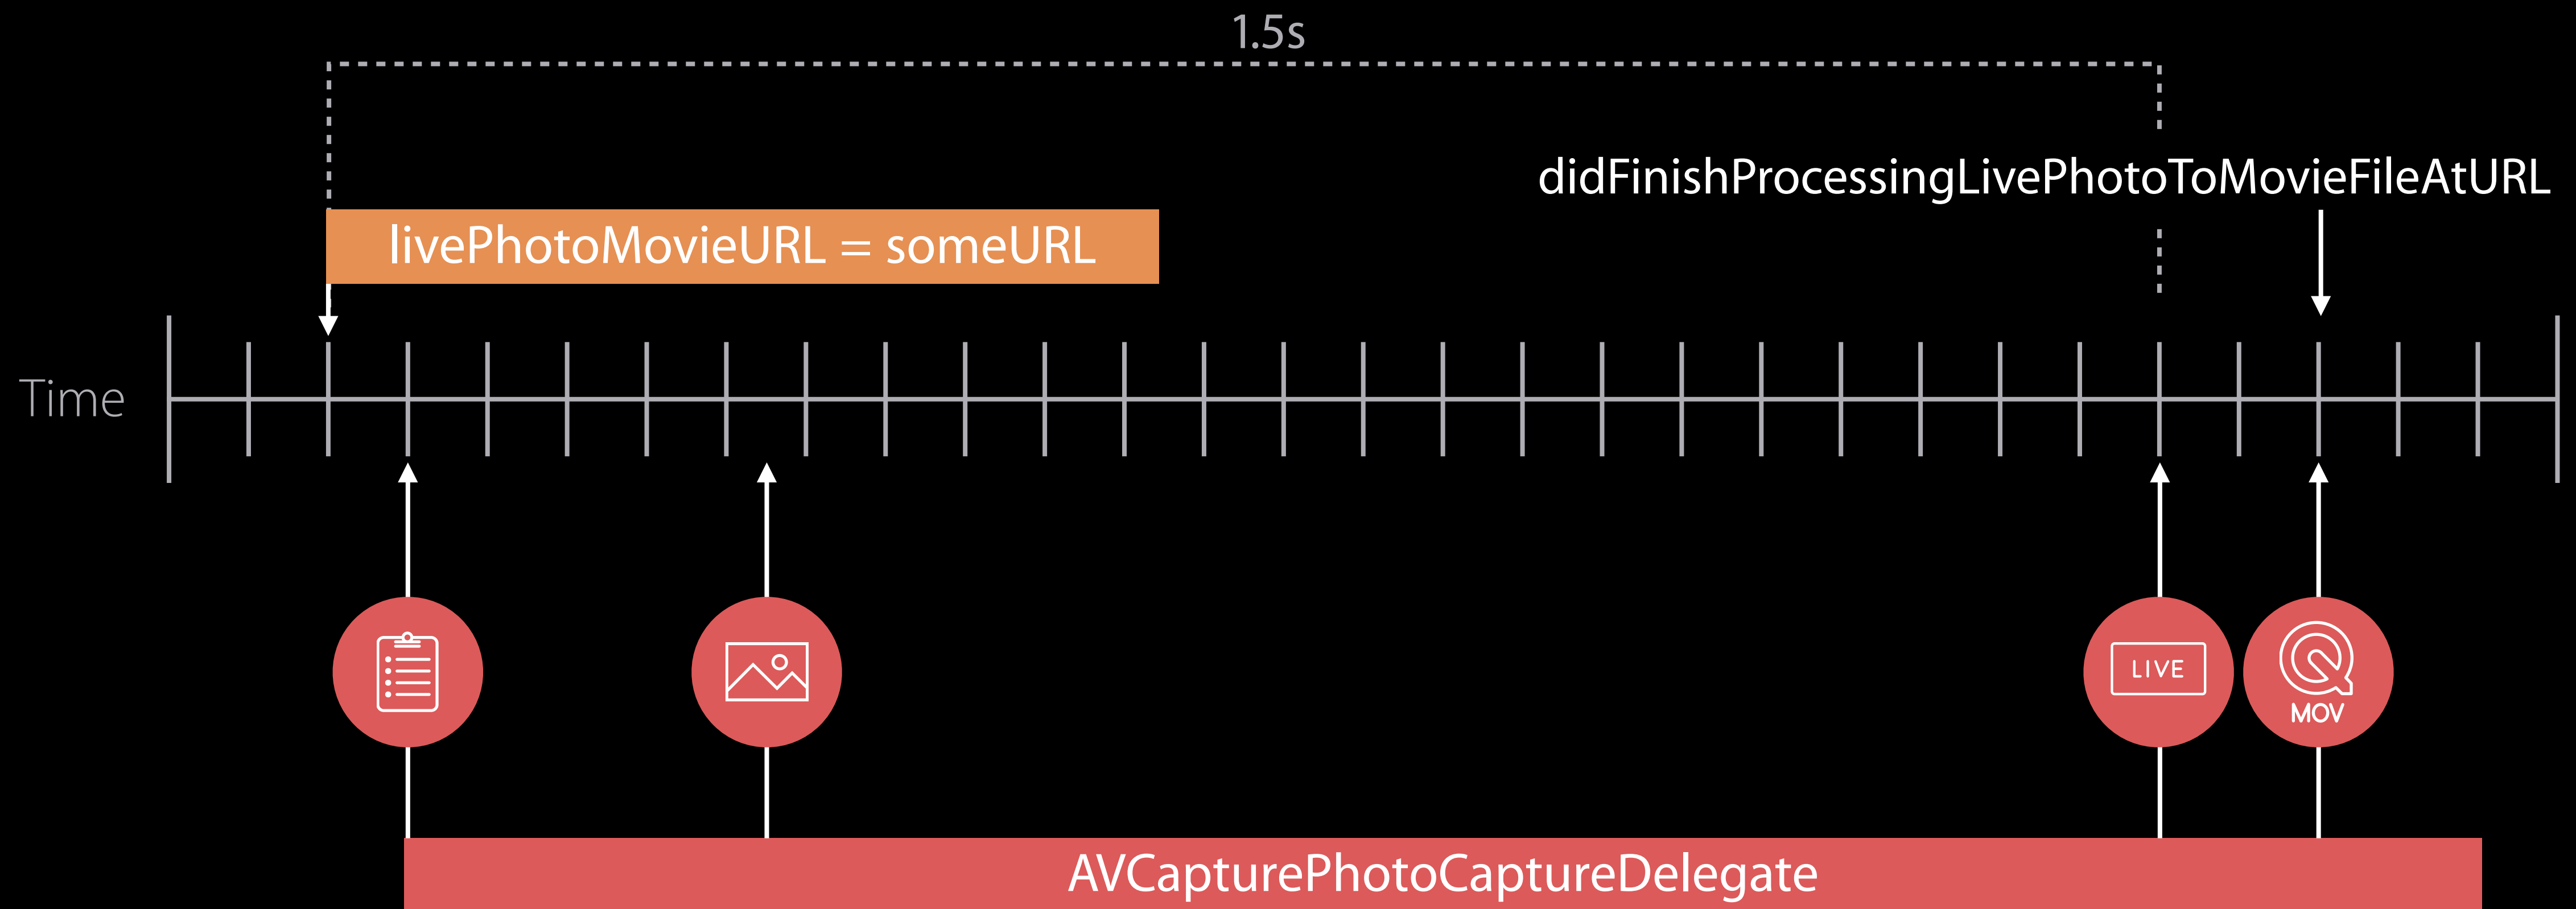 1.5s
didFinishProcessingLivePhotoToMovieFileAtURL
livePhotoMovieURL = someURL
Time
LIVE
MOV
AVCapturePhotoCaptureDelegate